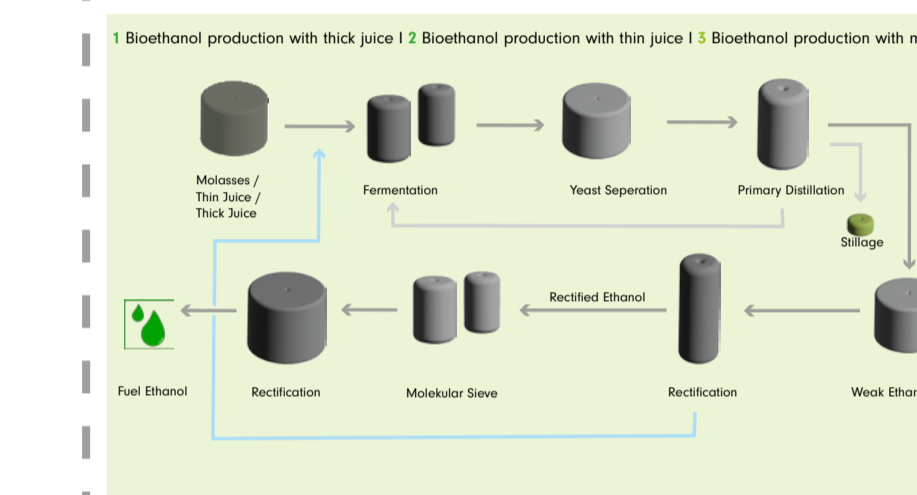 1 Bioethanol production with thick juice I 2 Bioethanol production with thin juice I 3 Bioethanol production with
Molasses /
Thin Juice /
Thick Juice
Fermentation
Yeast Seperation
Primary Distillation
Stillage
Rectified Ethanol
Fuel Ethanol
Rectification
Molekular Sieve
Rectification
Weak